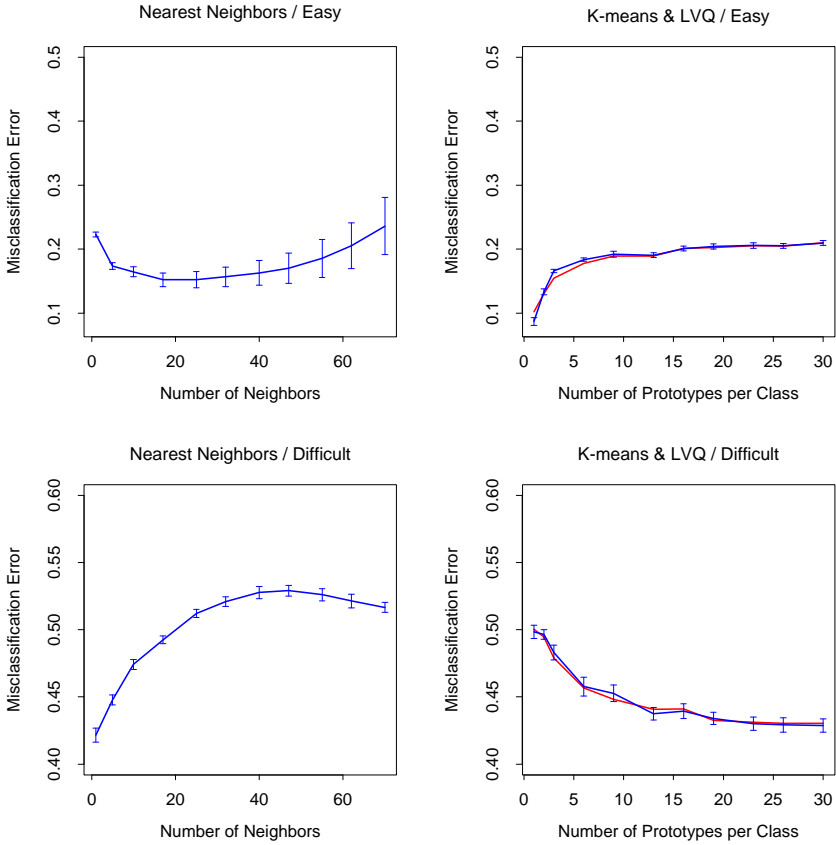 Nearest Neighbors / Easy
Misclassification Error
0.1 0.2 0.3 0.4 0.5
0 20 40 60
Number of Neighbors
K-means & LVQ / Easy
Misclassification Error
0.1 0.2 0.3 0.4 0.5
0 5 10 15 20 25 30
Number of Prototypes per Class
Nearest Neighbors / Difficult
Misclassification Error
0.40 0.45 0.50 0.55 0.60
0 20 40 60
Number of Neighbors
K-means & LVQ / Difficult
Misclassification Error
0.40 0.45 0.50 0.55 0.60
0 5 10 15 20 25 30
Number of Prototypes per Class